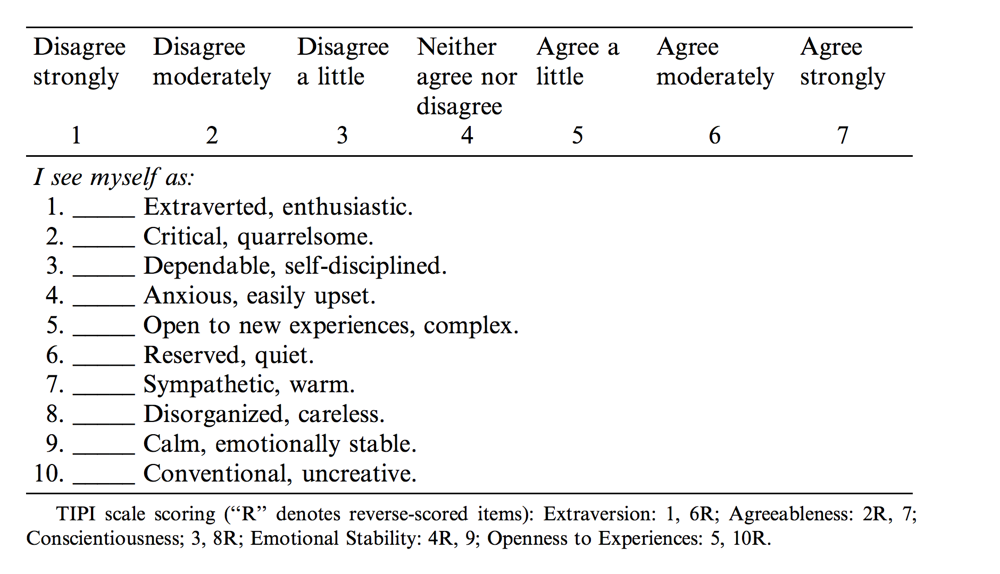 Disagree strongly
Disagree moderately
Disagree a little
Neither agree nor disagree
Agree a little
Agree moderately
Agree strongly
1 2 3 4 5 6 7
I see myself as:
1. _____ Extraverted, enthusiastic.
2. _____ Critical, quarrelsome.
3. _____ Dependable, self-disciplined.
4. _____ Anxious, easily upset.
5. _____ Open to new experiences, complex.
6. _____ Reserved, quiet.
7. _____ Sympathetic, warm.
8. _____ Disorganized, careless.
9. _____ Calm, emotionally stable.
10. _____ Conventional, uncreative.
TIPI scale scoring (“R” denotes reverse-scored items): Extraversion: 1, 6R; Agreeableness: 2R, 7;
Conscientiousness; 3, 8R; Emotional Stability: 4R, 9; Openness to Experiences: 5, 10R.